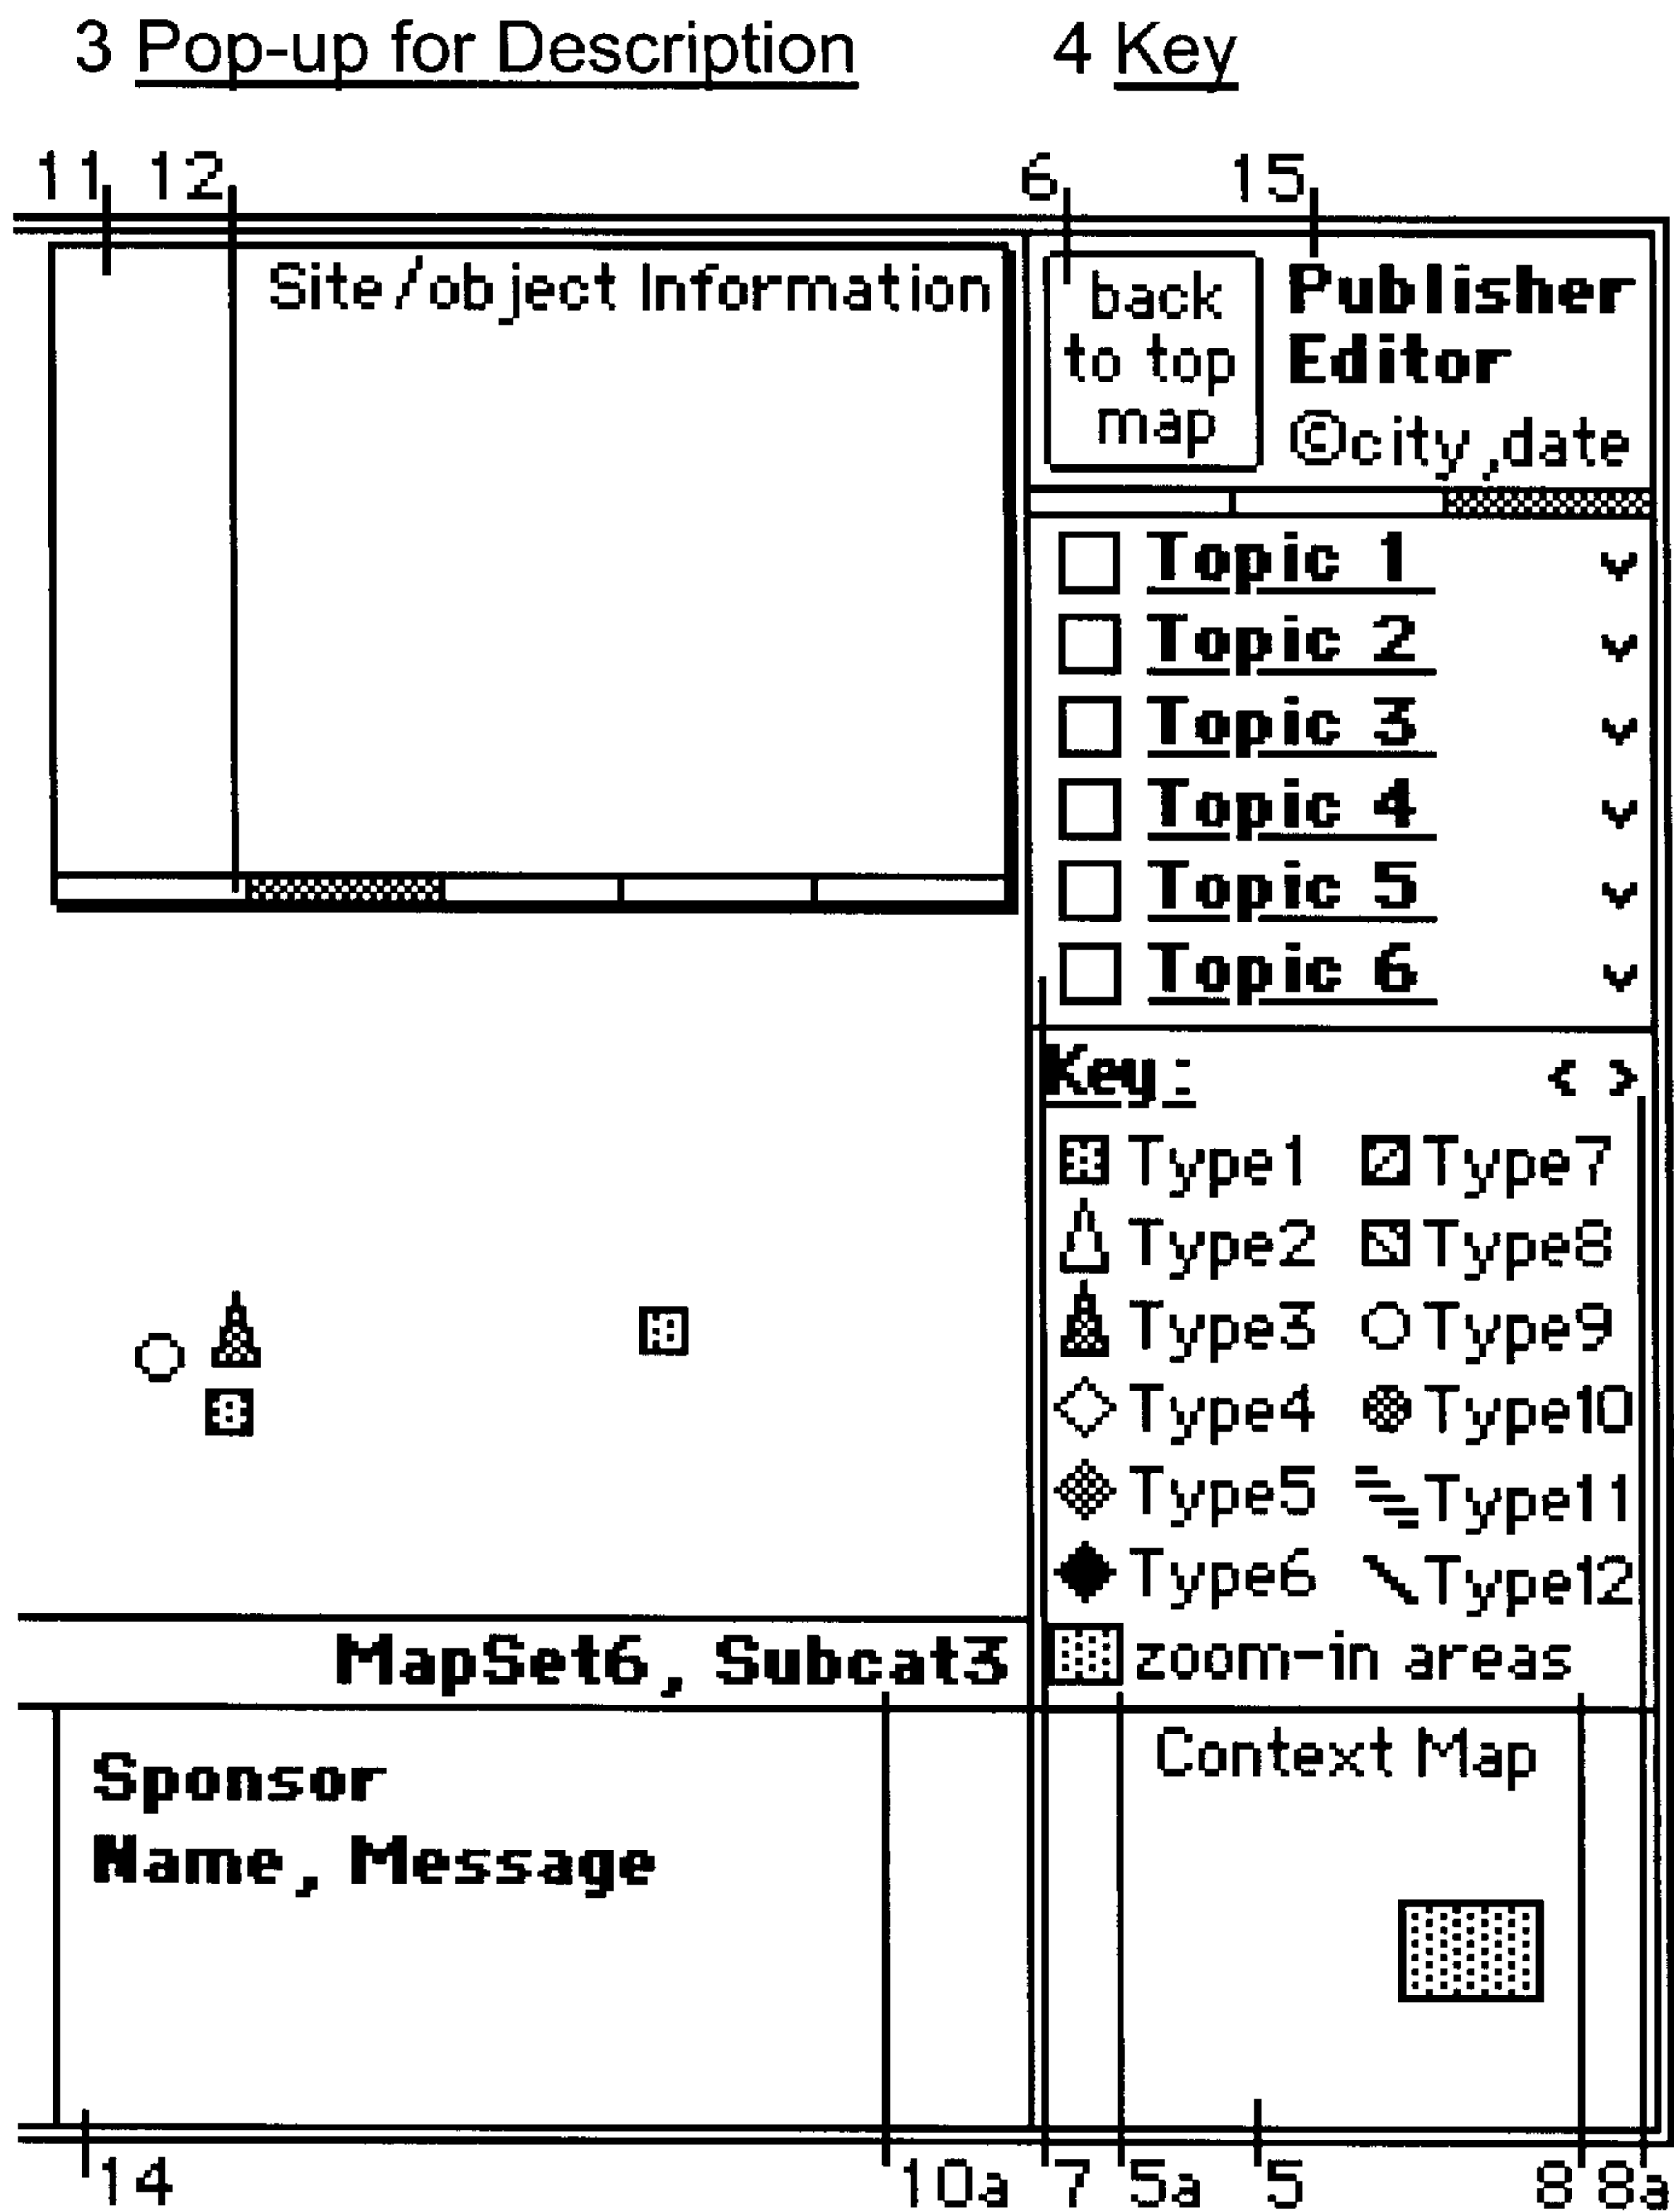 3 Pop-up for Description
4 Key
11 12 6 15
Site/object Information
back
to top
map
Publisher
Editor
©city,date
Topic 1 v
Topic 2 v
Topic 3 v
Topic 4 v
Topic 5 v
Topic 6 v
Key: < >
Type1 Type7
Type2 Type8
Type3 Type9
Type4 Type10
Type5 Type11
Type6 Type12
zoom-in areas
MapSet6, Subcat3
Sponsor
Name, Message
Context Map
14 10a 7 5a 5 8 8a